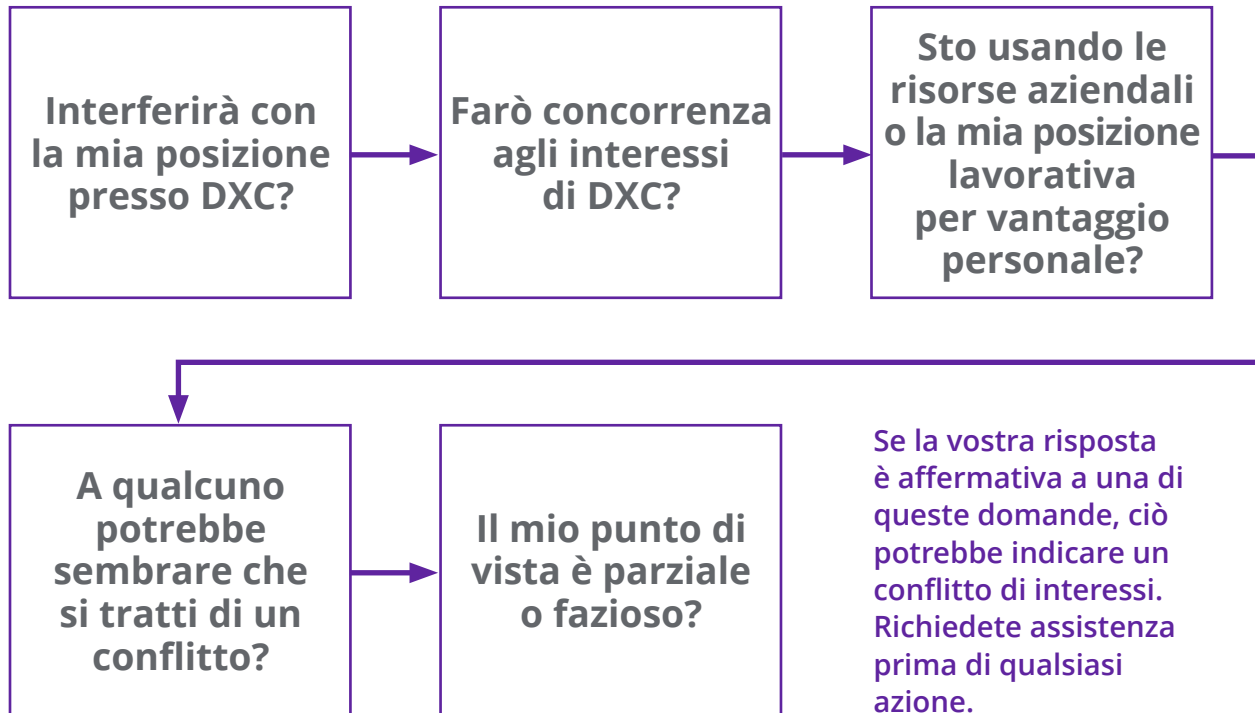 Interferirà con
la mia posizione
presso DXC?
Farò concorrenza
agli interessi
di DXC?
Sto usando le
risorse aziendali
o la mia posizione
lavorativa
per vantaggio
personale?
A qualcuno
potrebbe
sembrare che
si tratti di un
conflitto?
Il mio punto di
vista è parziale
o fazioso?
Se la vostra risposta
è affermativa a una di
queste domande, ciò
potrebbe indicare un
conflitto di interessi.
Richiedete assistenza
prima di qualsiasi
azione.